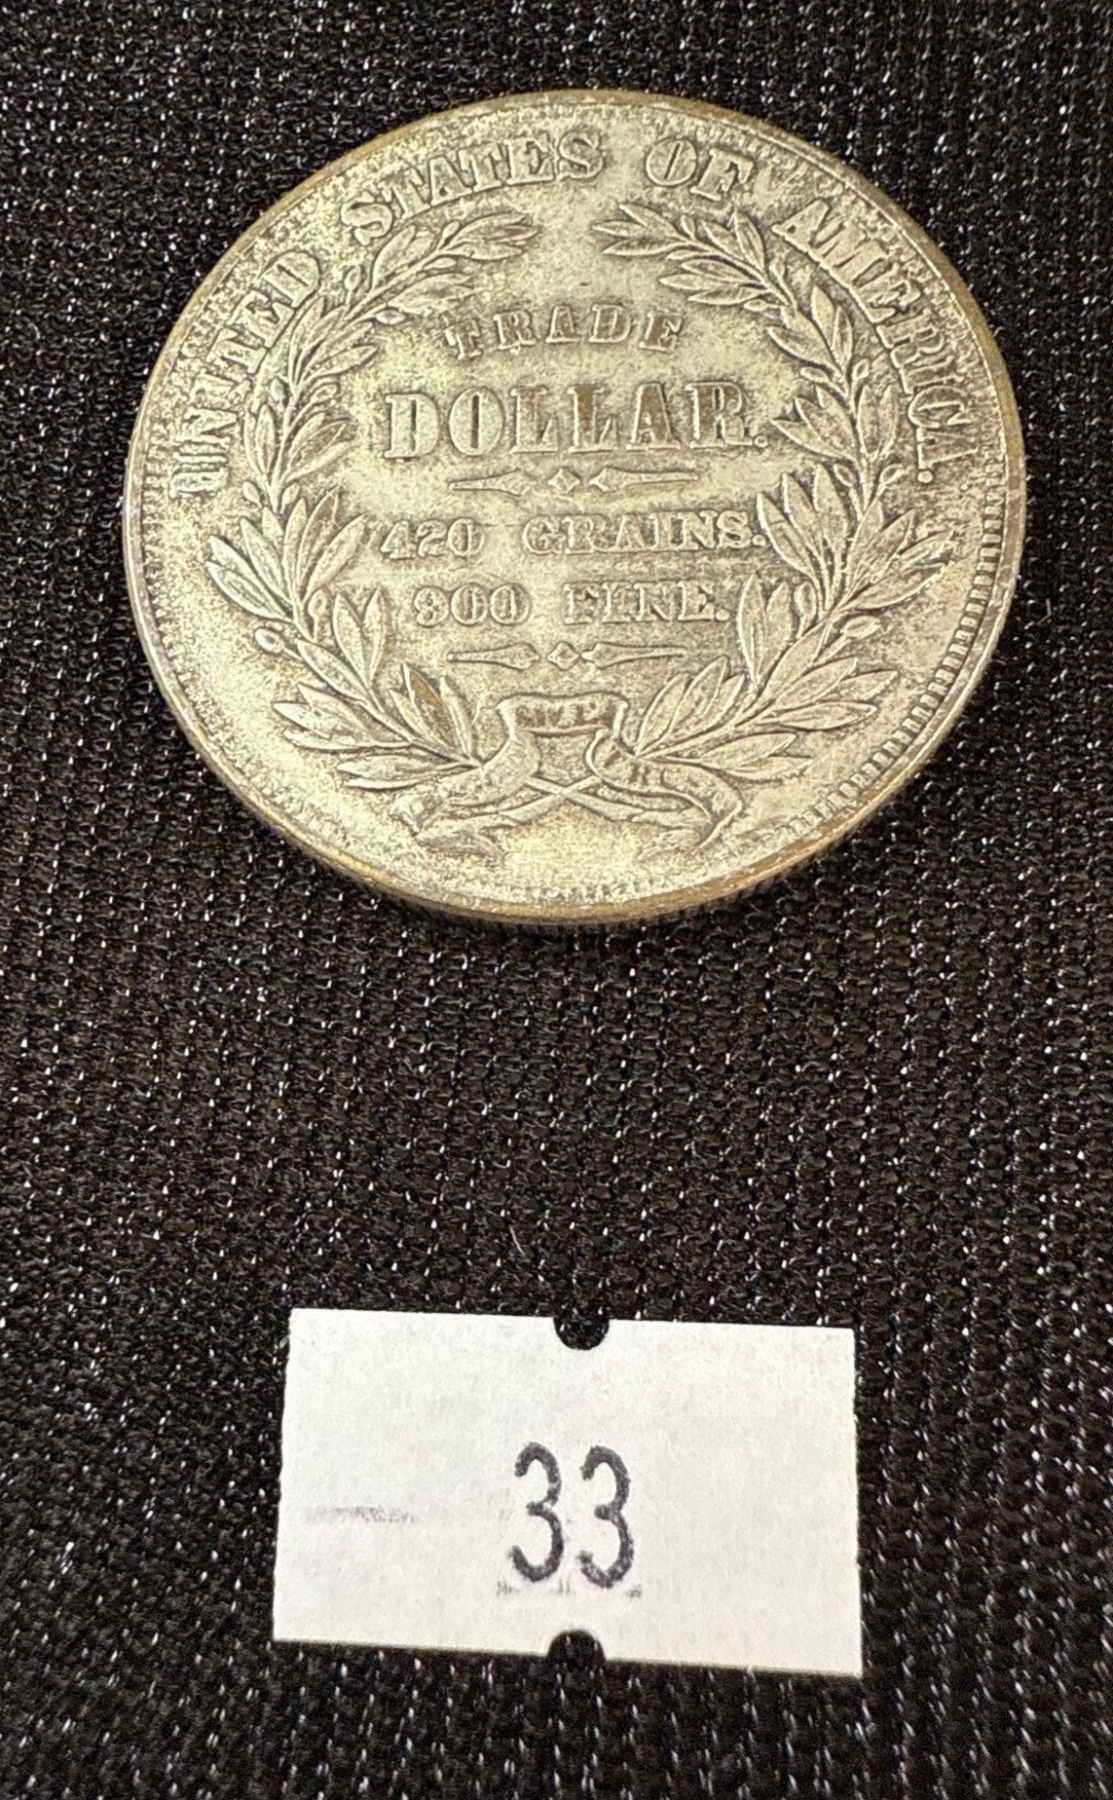 UNITED STATES OF AMERICA.
TRADE
DOLLAR.
420 GRAINS.
900 FINE.
33